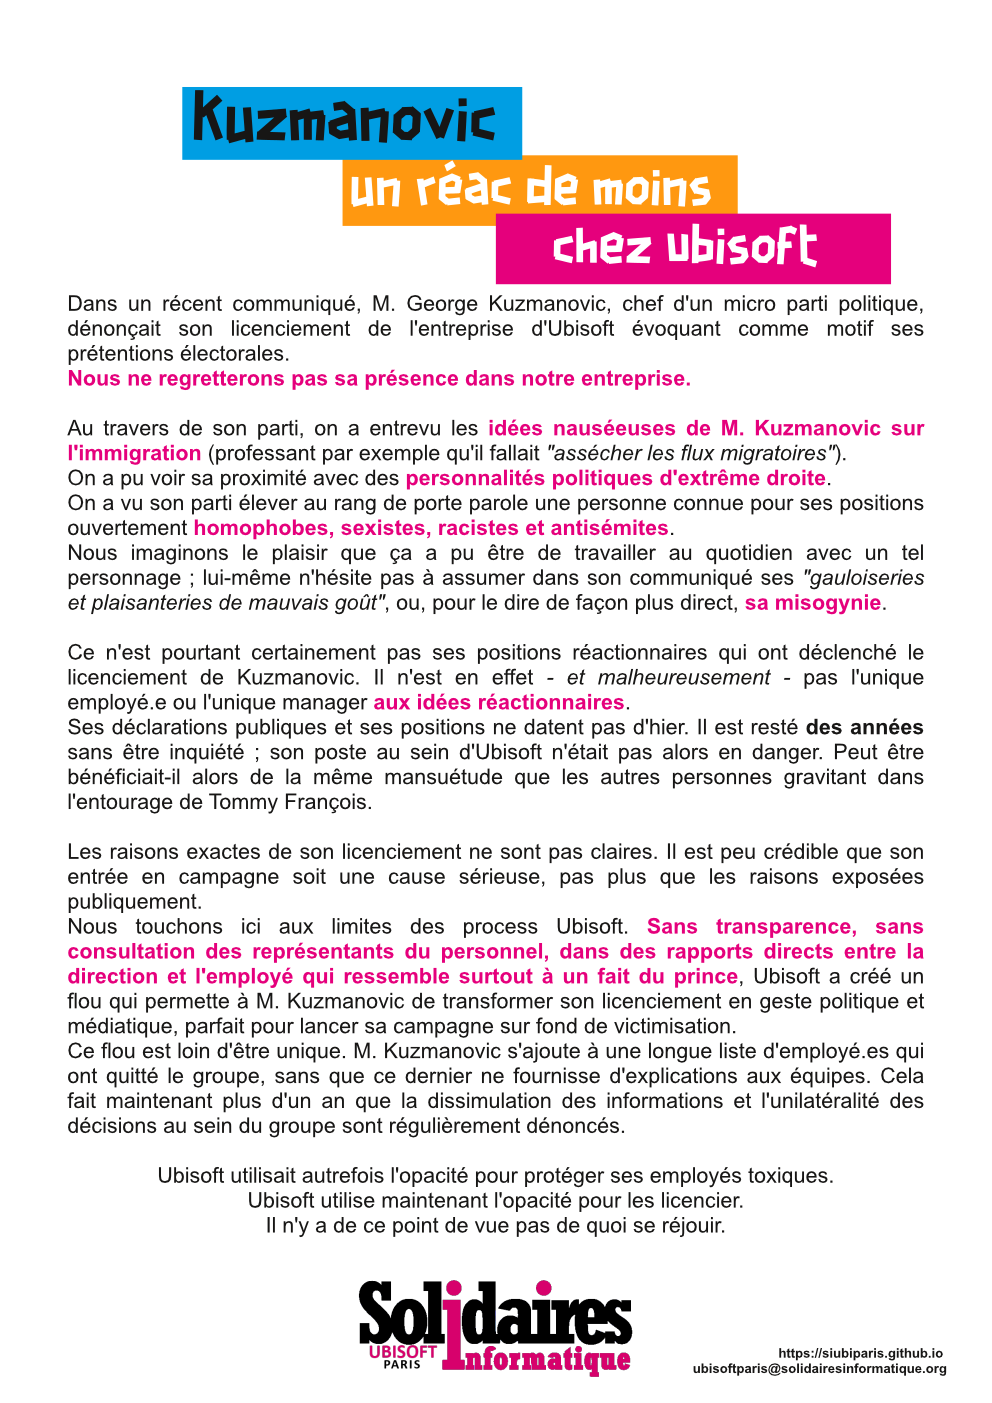 Kuzmanovic
un réac de moins
chez ubisoft
Dans un récent communiqué, M. George Kuzmanovic, chef d'un micro parti politique,
dénonçait son licenciement de l'entreprise d'Ubisoft évoquant comme motif ses
prétentions électorales.
Nous ne regretterons pas sa présence dans notre entreprise.
Au travers de son parti, on a entrevu les idées nauséeuses de M. Kuzmanovic sur
l'immigration (professant par exemple qu'il fallait "assécher les flux migratoires").
On a pu voir sa proximité avec des personnalités politiques d'extrême droite.
On a vu son parti élever au rang de porte parole une personne connue pour ses positions
ouvertement homophobes, sexistes, racistes et antisémites.
Nous imaginons le plaisir que ça a pu être de travailler au quotidien avec un tel
personnage ; lui-même n'hésite pas à assumer dans son communiqué ses "gauloiseries
et plaisanteries de mauvais goût", ou, pour le dire de façon plus direct, sa misogynie.
Ce n'est pourtant certainement pas ses positions réactionnaires qui ont déclenché le
licenciement de Kuzmanovic. Il n'est en effet - et malheureusement - pas l'unique
employé.e ou l'unique manager aux idées réactionnaires.
Ses déclarations publiques et ses positions ne datent pas d'hier. Il est resté des années
sans être inquiété ; son poste au sein d'Ubisoft n'était pas alors en danger. Peut être
bénéficiait-il alors de la même mansuétude que les autres personnes gravitant dans
l'entourage de Tommy François.
Les raisons exactes de son licenciement ne sont pas claires. Il est peu crédible que son
entrée en campagne soit une cause sérieuse, pas plus que les raisons exposées
publiquement.
Nous touchons ici aux limites des process Ubisoft. Sans transparence, sans
consultation des représentants du personnel, dans des rapports directs entre la
direction et l'employé qui ressemble surtout à un fait du prince, Ubisoft a créé un
flou qui permette à M. Kuzmanovic de transformer son licenciement en geste politique et
médiatique, parfait pour lancer sa campagne sur fond de victimisation.
Ce flou est loin d'être unique. M. Kuzmanovic s'ajoute à une longue liste d'employé.es qui
ont quitté le groupe, sans que ce dernier ne fournisse d'explications aux équipes. Cela
fait maintenant plus d'un an que la dissimulation des informations et l'unilatéralité des
décisions au sein du groupe sont régulièrement dénoncés.
Ubisoft utilisait autrefois l'opacité pour protéger ses employés toxiques.
Ubisoft utilise maintenant l'opacité pour les licencier.
Il n'y a de ce point de vue pas de quoi se réjouir.
Solidaires
Informatique
UBISOFT
PARIS
https://siubiparis.github.io
ubisoftparis@solidairesinformatique.org